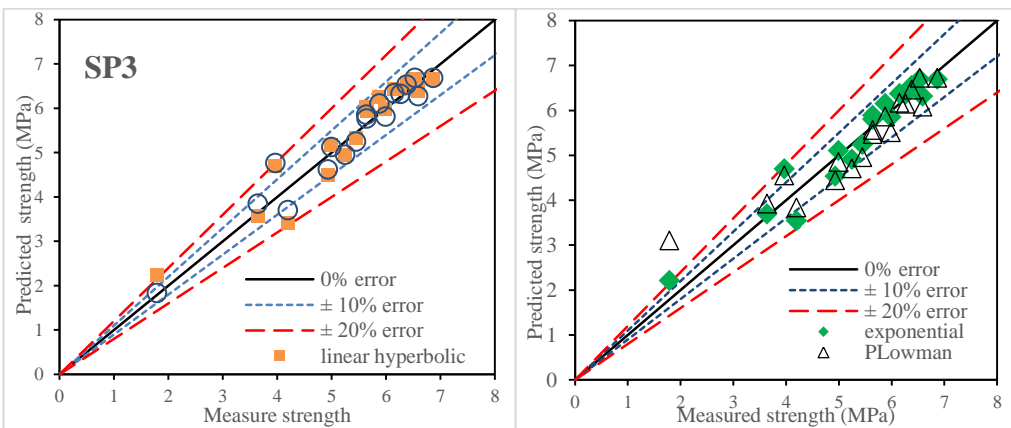 SP3
Predicted strength (MPa)
8
7
6
5
4
3
2
1
0
0 1 2 3 4 5 6 7 8
Measure strength
0% error
± 10% error
± 20% error
linear hyperbolic
Predicted strength (MPa)
8
7
6
5
4
3
2
1
0
0 1 2 3 4 5 6 7 8
Measured strength (MPa)
0% error
± 10% error
± 20% error
exponential
PLowman